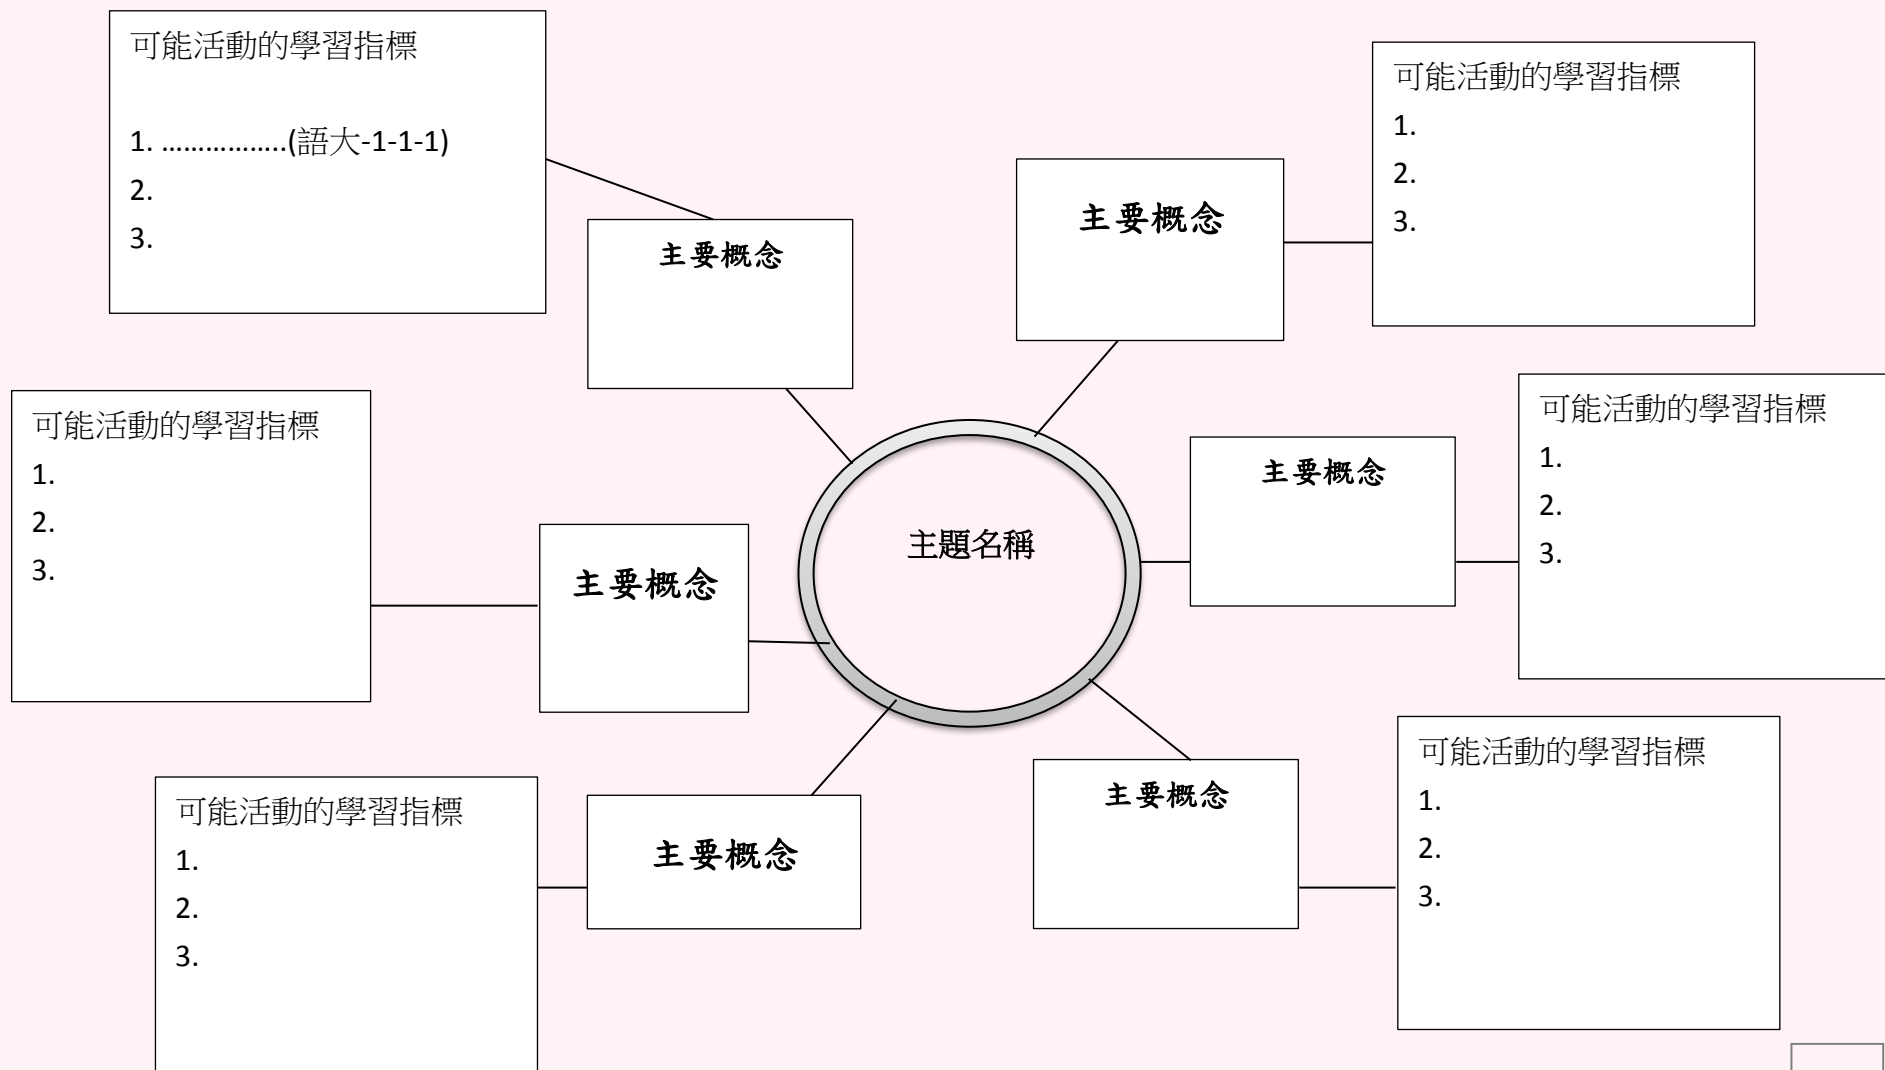 可能活動的學習指標
1. ……………..(語大-1-1-1)
2.
3.
主要概念
主要概念
可能活動的學習指標
1.
2.
3.
可能活動的學習指標
1.
2.
3.
主要概念
主題名稱
主要概念
可能活動的學習指標
1.
2.
3.
可能活動的學習指標
1.
2.
3.
主要概念
主要概念
可能活動的學習指標
1.
2.
3.